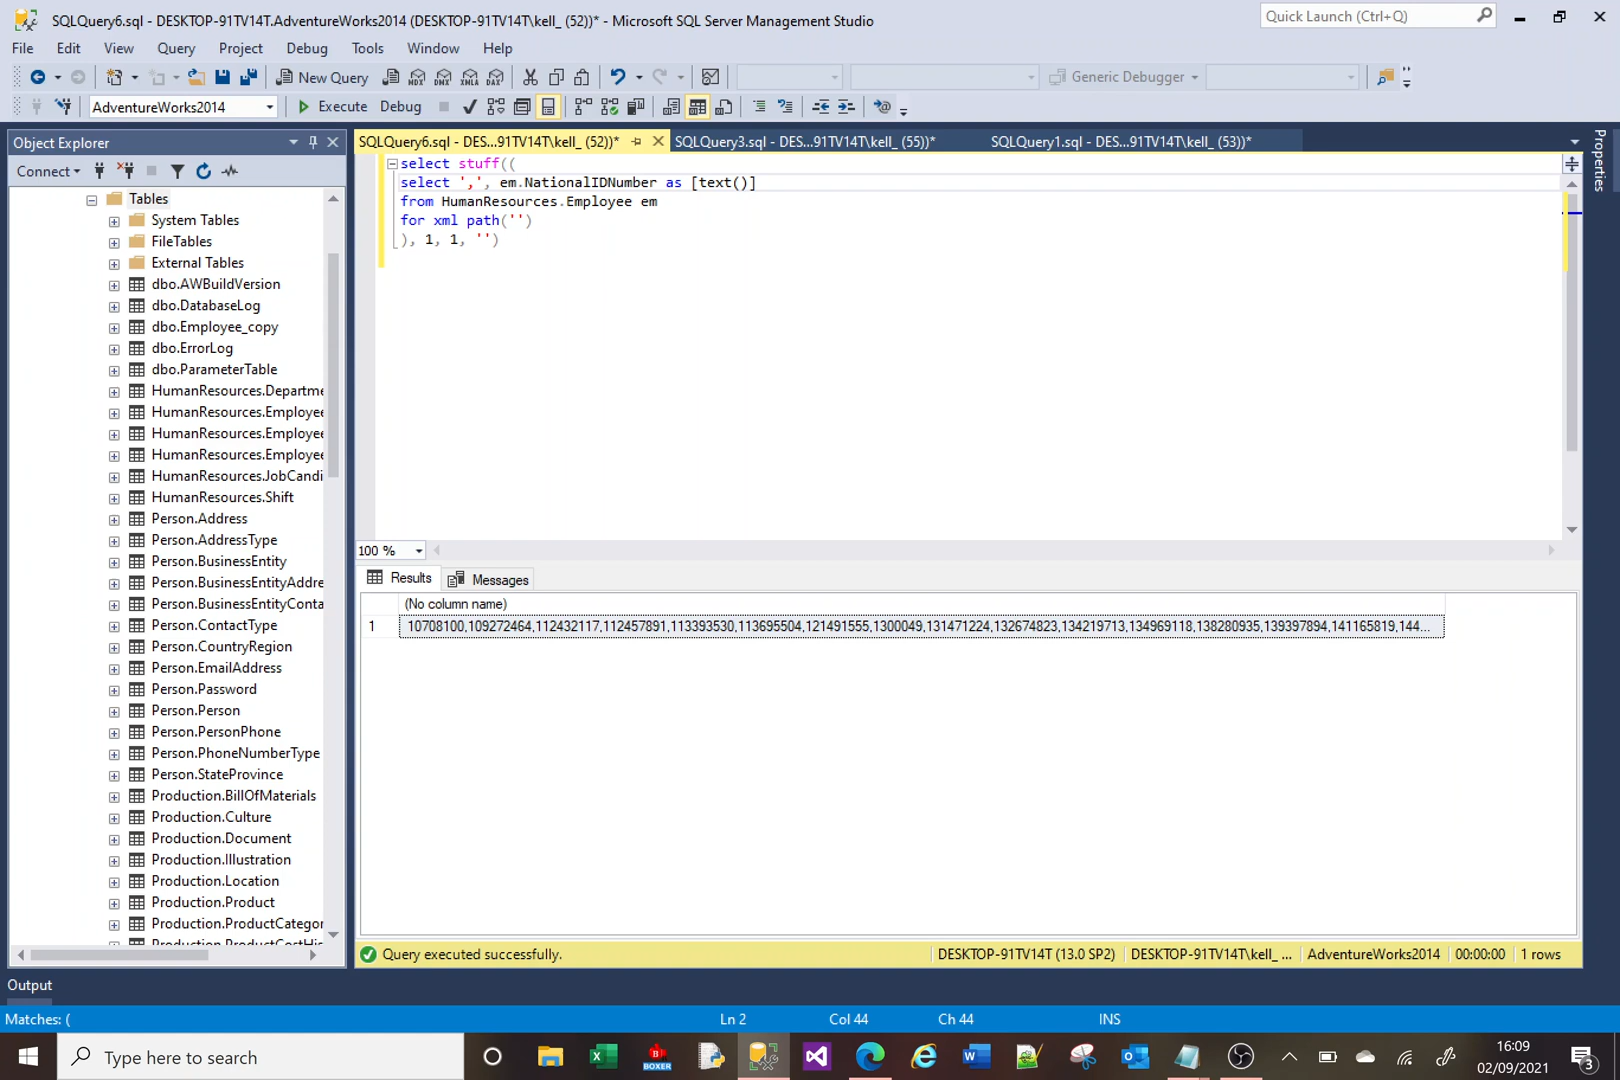 SQLQuery6.sql - DESKTOP-91TV14T.AdventureWorks2014 (DESKTOP-91TV14T\kell_ (52))* - Microsoft SQL Server Management Studio
Quick Launch (Ctrl+Q)
File Edit View Query Project Debug Tools Window Help
New Query
MDX DMX XMLA DAX
Generic Debugger
AdventureWorks2014
Execute Debug
Object Explorer
SQLQuery6.sql - DES...91TV14T\kell_ (52))*
SQLQuery3.sql - DES...91TV14T\kell_ (55))*
SQLQuery1.sql - DES...91TV14T\kell_ (53))*
Properties
Connect
Tables
System Tables
FileTables
External Tables
dbo.AWBuildVersion
dbo.DatabaseLog
dbo.Employee_copy
dbo.ErrorLog
dbo.ParameterTable
HumanResources.Departme
HumanResources.Employee
HumanResources.Employee
HumanResources.Employee
HumanResources.JobCandi
HumanResources.Shift
Person.Address
Person.AddressType
Person.BusinessEntity
Person.BusinessEntityAddre
Person.BusinessEntityConta
Person.ContactType
Person.CountryRegion
Person.EmailAddress
Person.Password
Person.Person
Person.PersonPhone
Person.PhoneNumberType
Person.StateProvince
Production.BillOfMaterials
Production.Culture
Production.Document
Production.Illustration
Production.Location
Production.Product
Production.ProductCategor
Production.ProductCostHis
select stuff((
select ',', em.NationalIDNumber as [text()]
from HumanResources.Employee em
for xml path('')
), 1, 1, '')
100 %
Results Messages
(No column name)
1 10708100,109272464,112432117,112457891,113393530,113695504,121491555,1300049,131471224,132674823,134219713,134969118,138280935,139397894,141165819,144...
Query executed successfully.
DESKTOP-91TV14T (13.0 SP2) DESKTOP-91TV14T\kell_ ... AdventureWorks2014 00:00:00 1 rows
Output
Matches: (
Ln 2 Col 44 Ch 44 INS
Type here to search
BOXER
16:09
02/09/2021
3